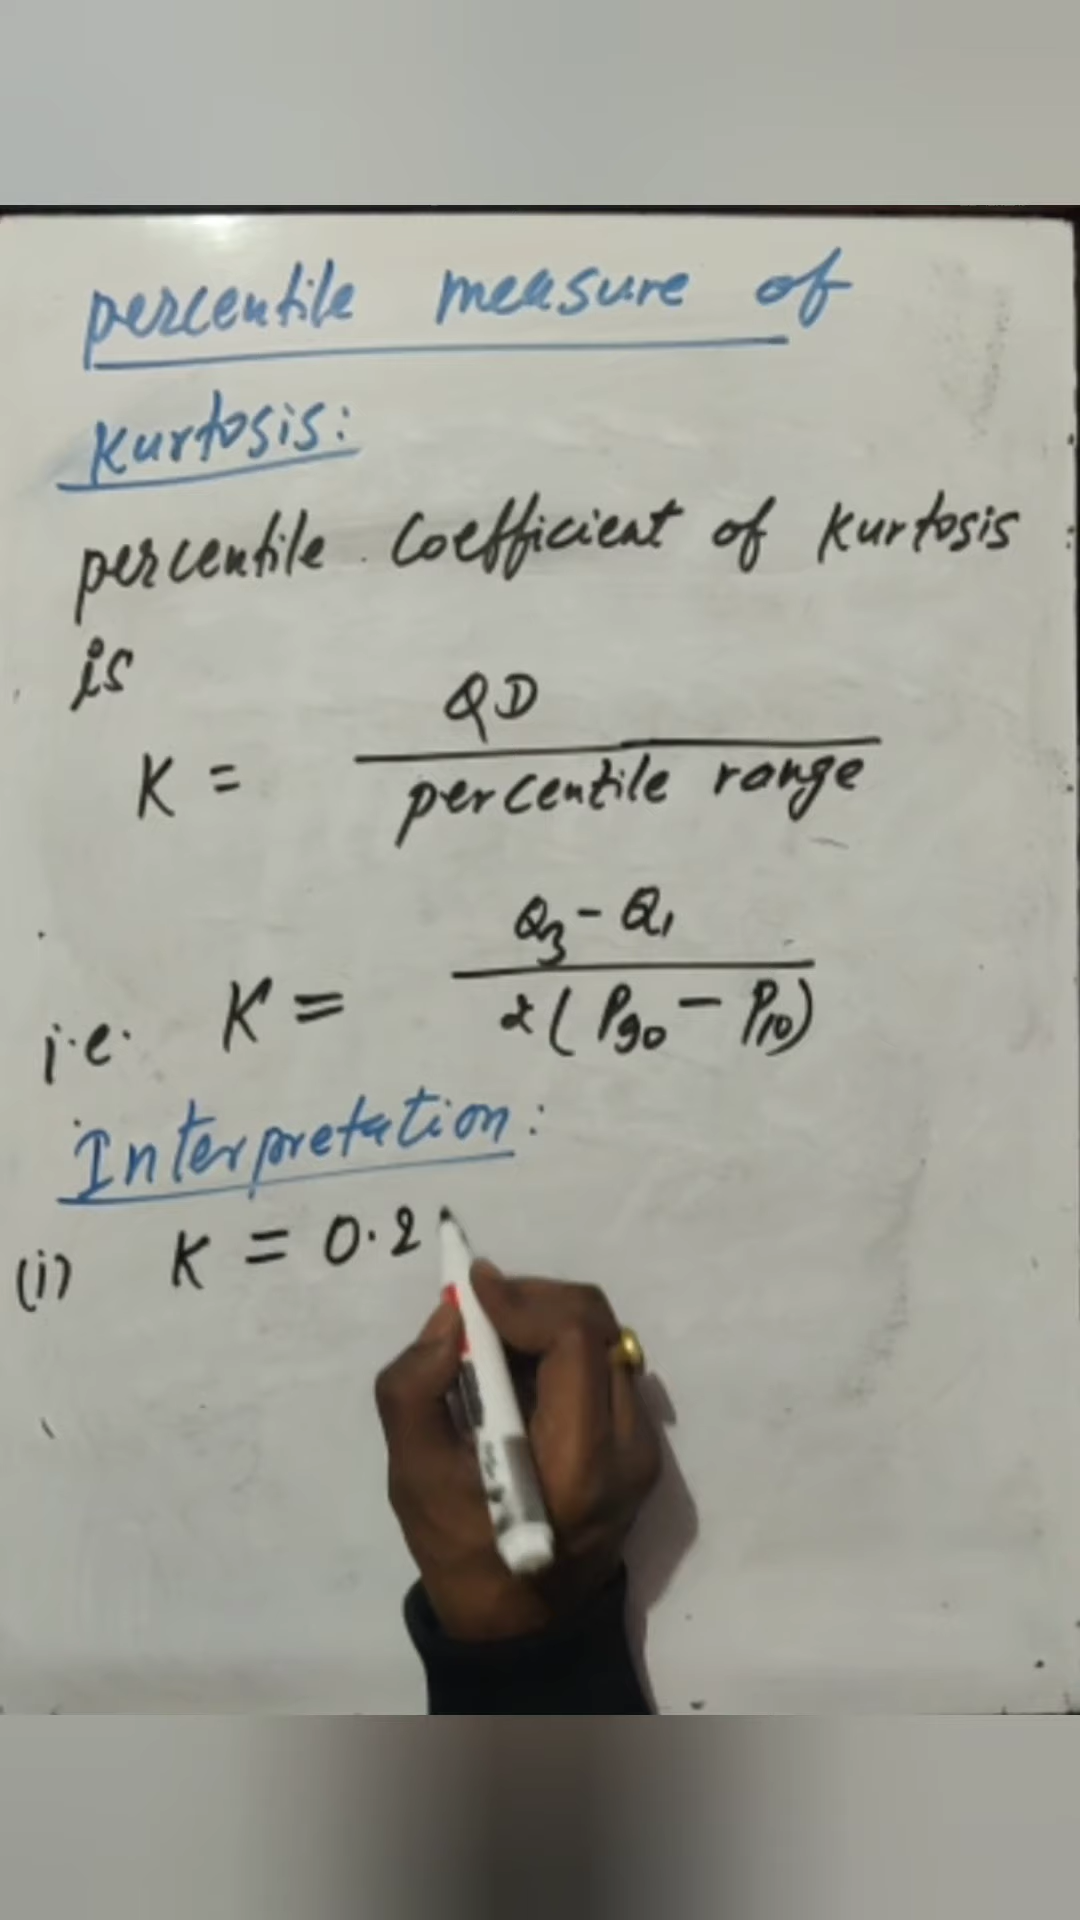 percentile measure of
Kurtosis:
percentile Coefficient of Kurtosis
is
K = QD / percentile range
i.e. K = Q3 - Q1 / 2(P90 - P10)
Interpretation:
(i) K = 0.2